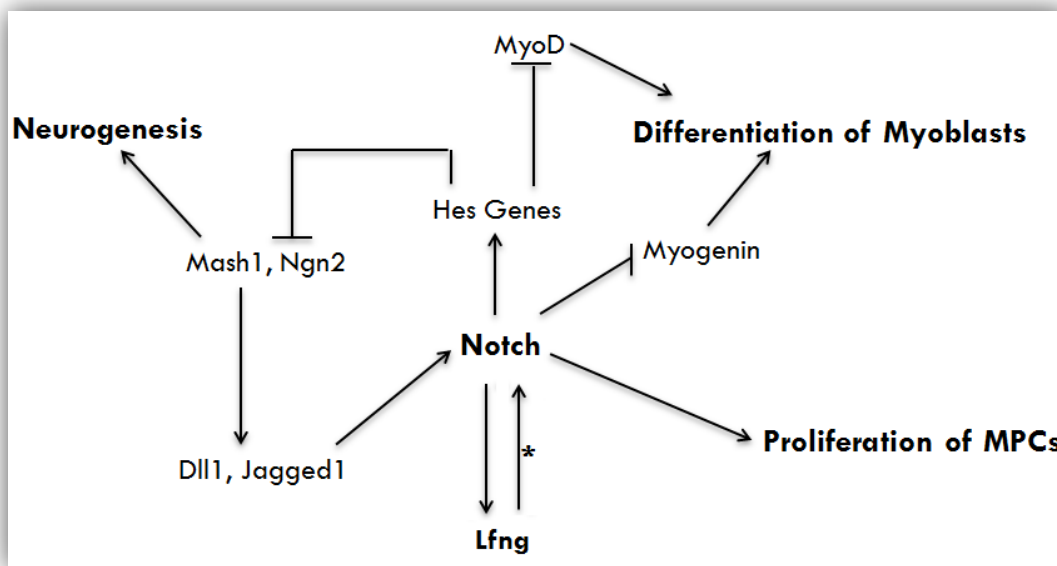 MyoD
Neurogenesis
Differentiation of Myoblasts
Hes Genes
Mash1, Ngn2
Myogenin
Notch
Proliferation of MPCs
Dll1, Jagged1
*
Lfng